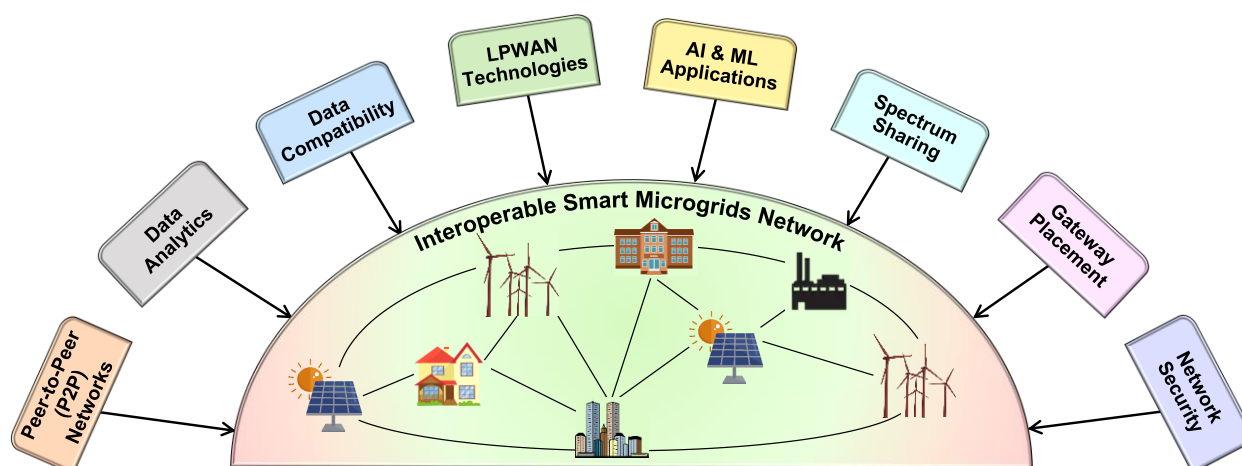 LPWAN
Technologies
AI & ML
Applications
Data
Compatibility
Spectrum
Sharing
Data
Analytics
Gateway
Placement
Peer-to-Peer
(P2P)
Networks
Network
Security
Interoperable Smart Microgrids Network